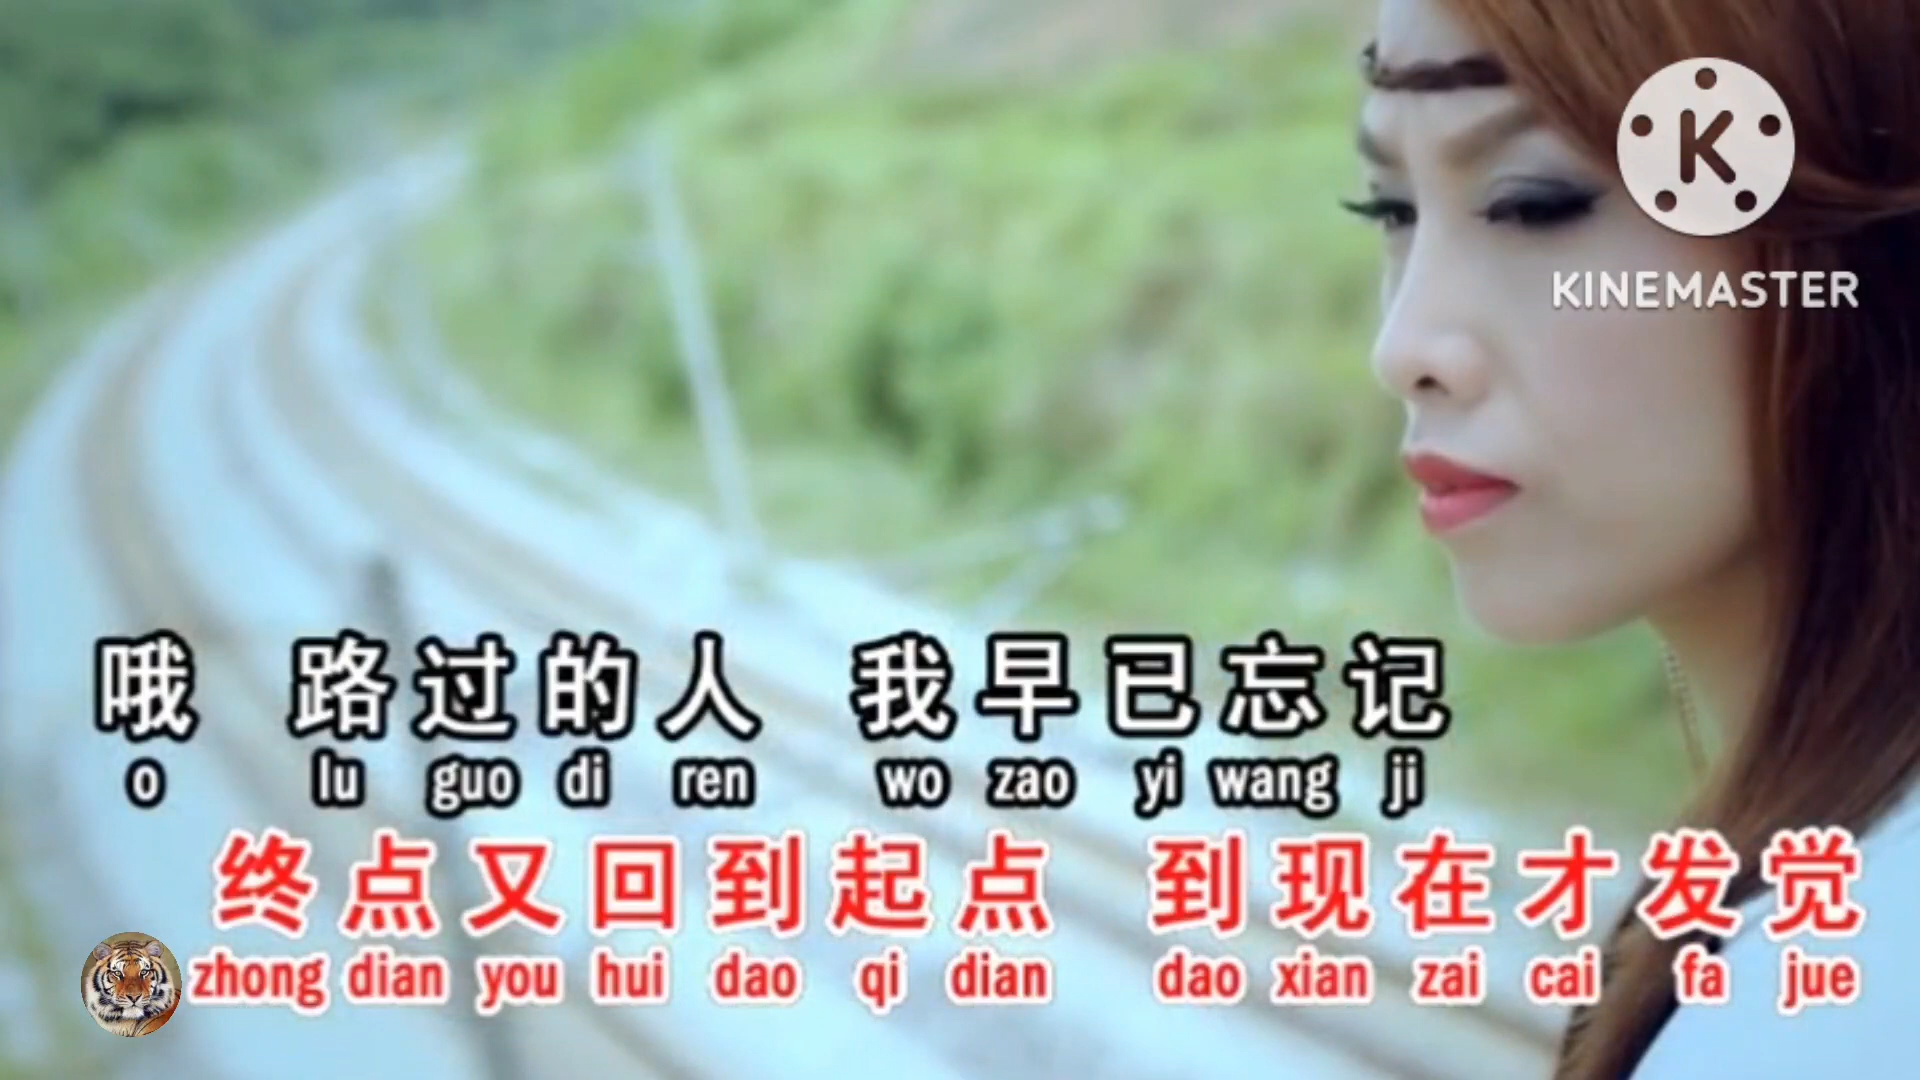 K
KINEMASTER
哦 路过的人 我早已忘记
o lu guo di ren wo zao yi wang ji
终点又回到起点 到现在才发觉
zhong dian you hui dao qi dian dao xian zai cai fa jue